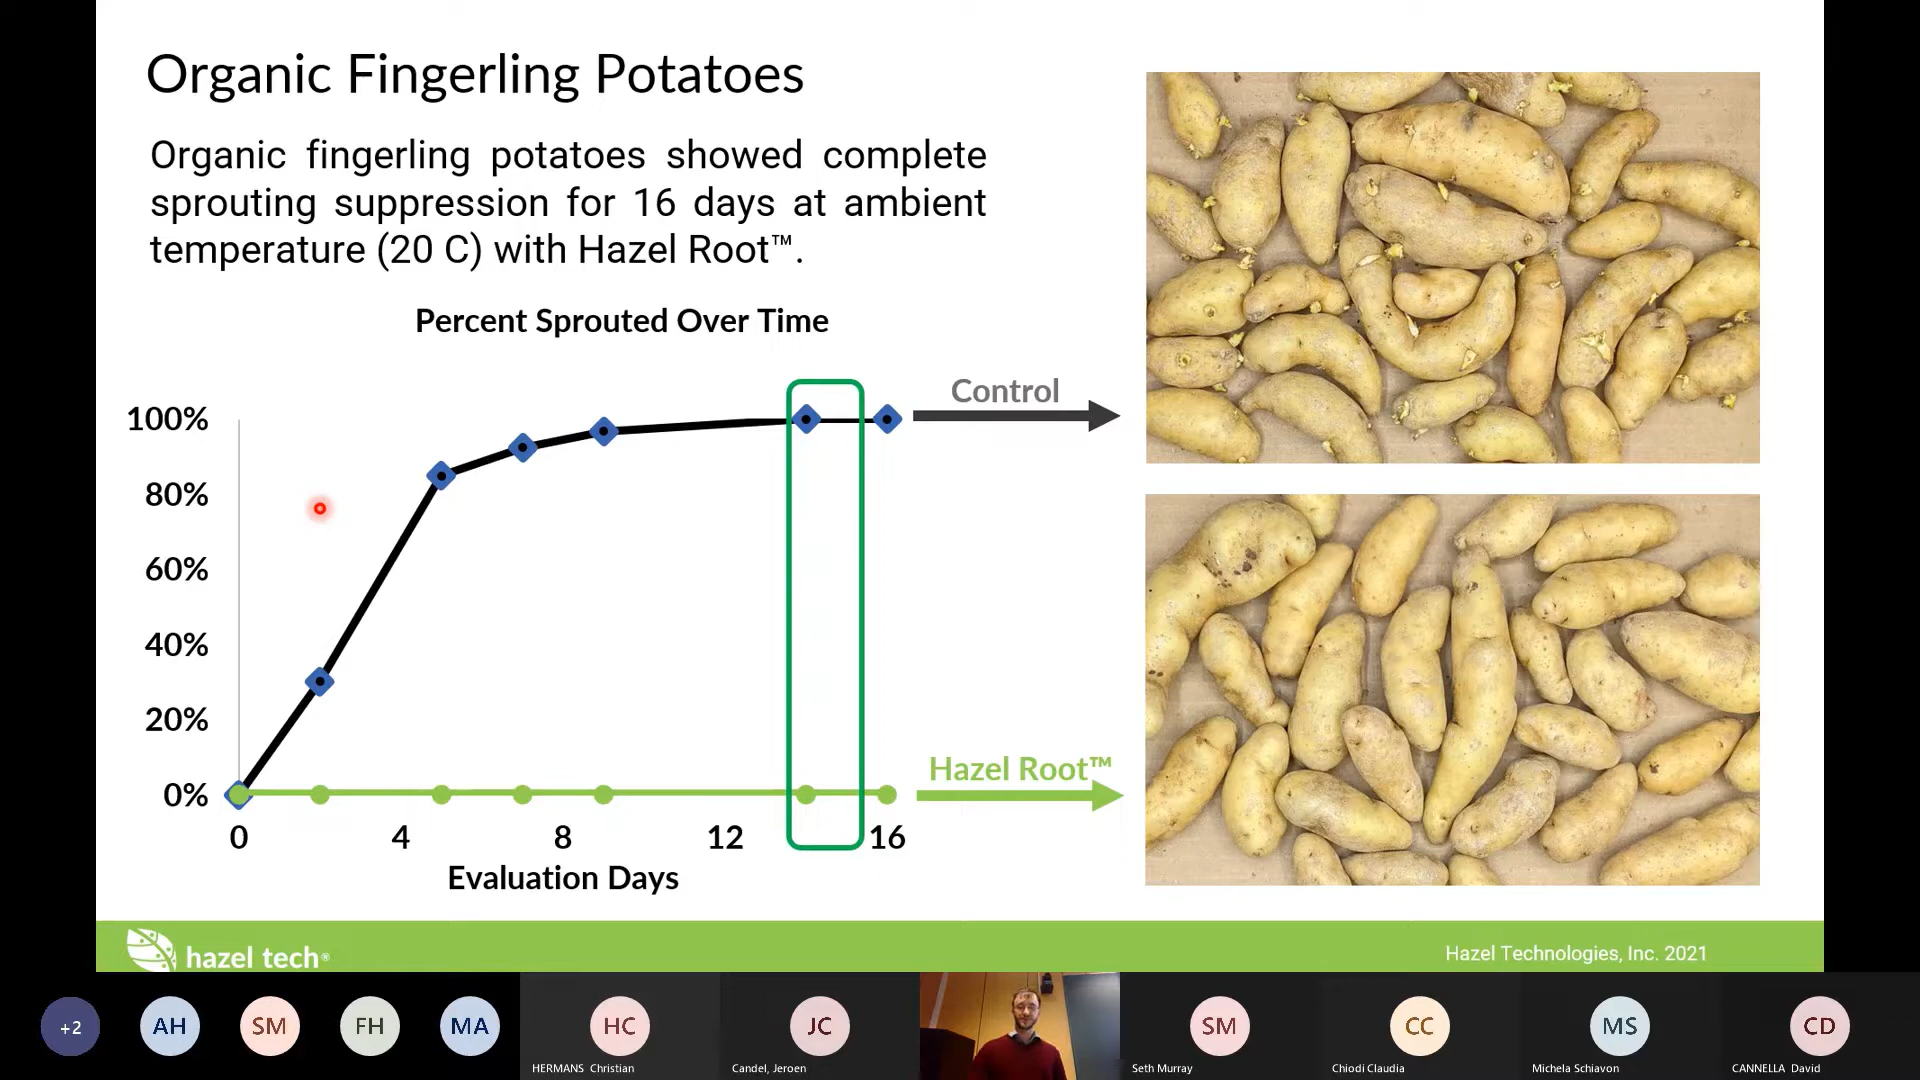 Organic Fingerling Potatoes
Organic fingerling potatoes showed complete
sprouting suppression for 16 days at ambient
temperature (20 C) with Hazel Root™.
Percent Sprouted Over Time
100%
80%
60%
40%
20%
0%
0 4 8 12 16
Evaluation Days
Control
Hazel Root™
hazel tech®
Hazel Technologies, Inc. 2021
+2 AH SM FH MA HC JC SM CC MS CD
HERMANS Christian
Candel, Jeroen
Seth Murray
Chiodi Claudia
Michela Schiavon
CANNELLA David